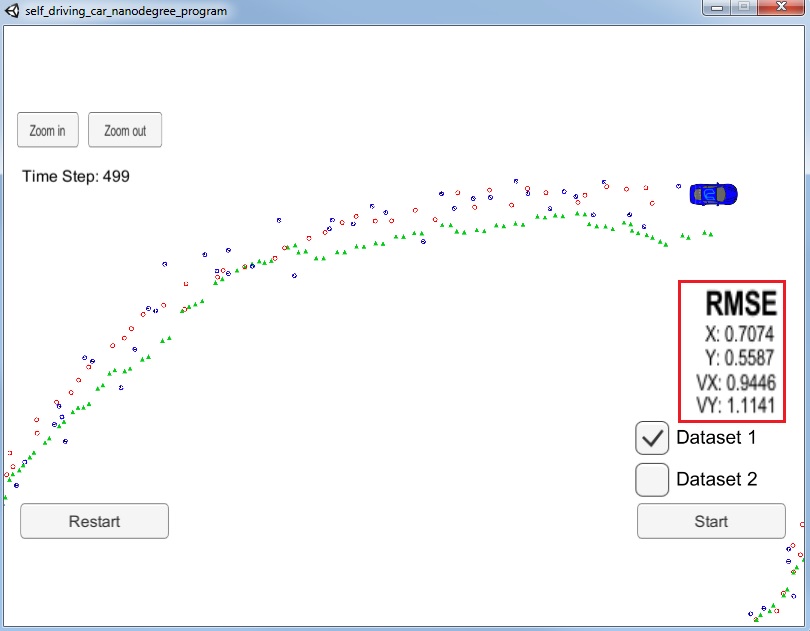 self_driving_car_nanodegree_program
Zoom in
Zoom out
Time Step: 499
RMSE
X: 0.7074
Y: 0.5587
VX: 0.9446
VY: 1.1141
Dataset 1
Dataset 2
Restart
Start